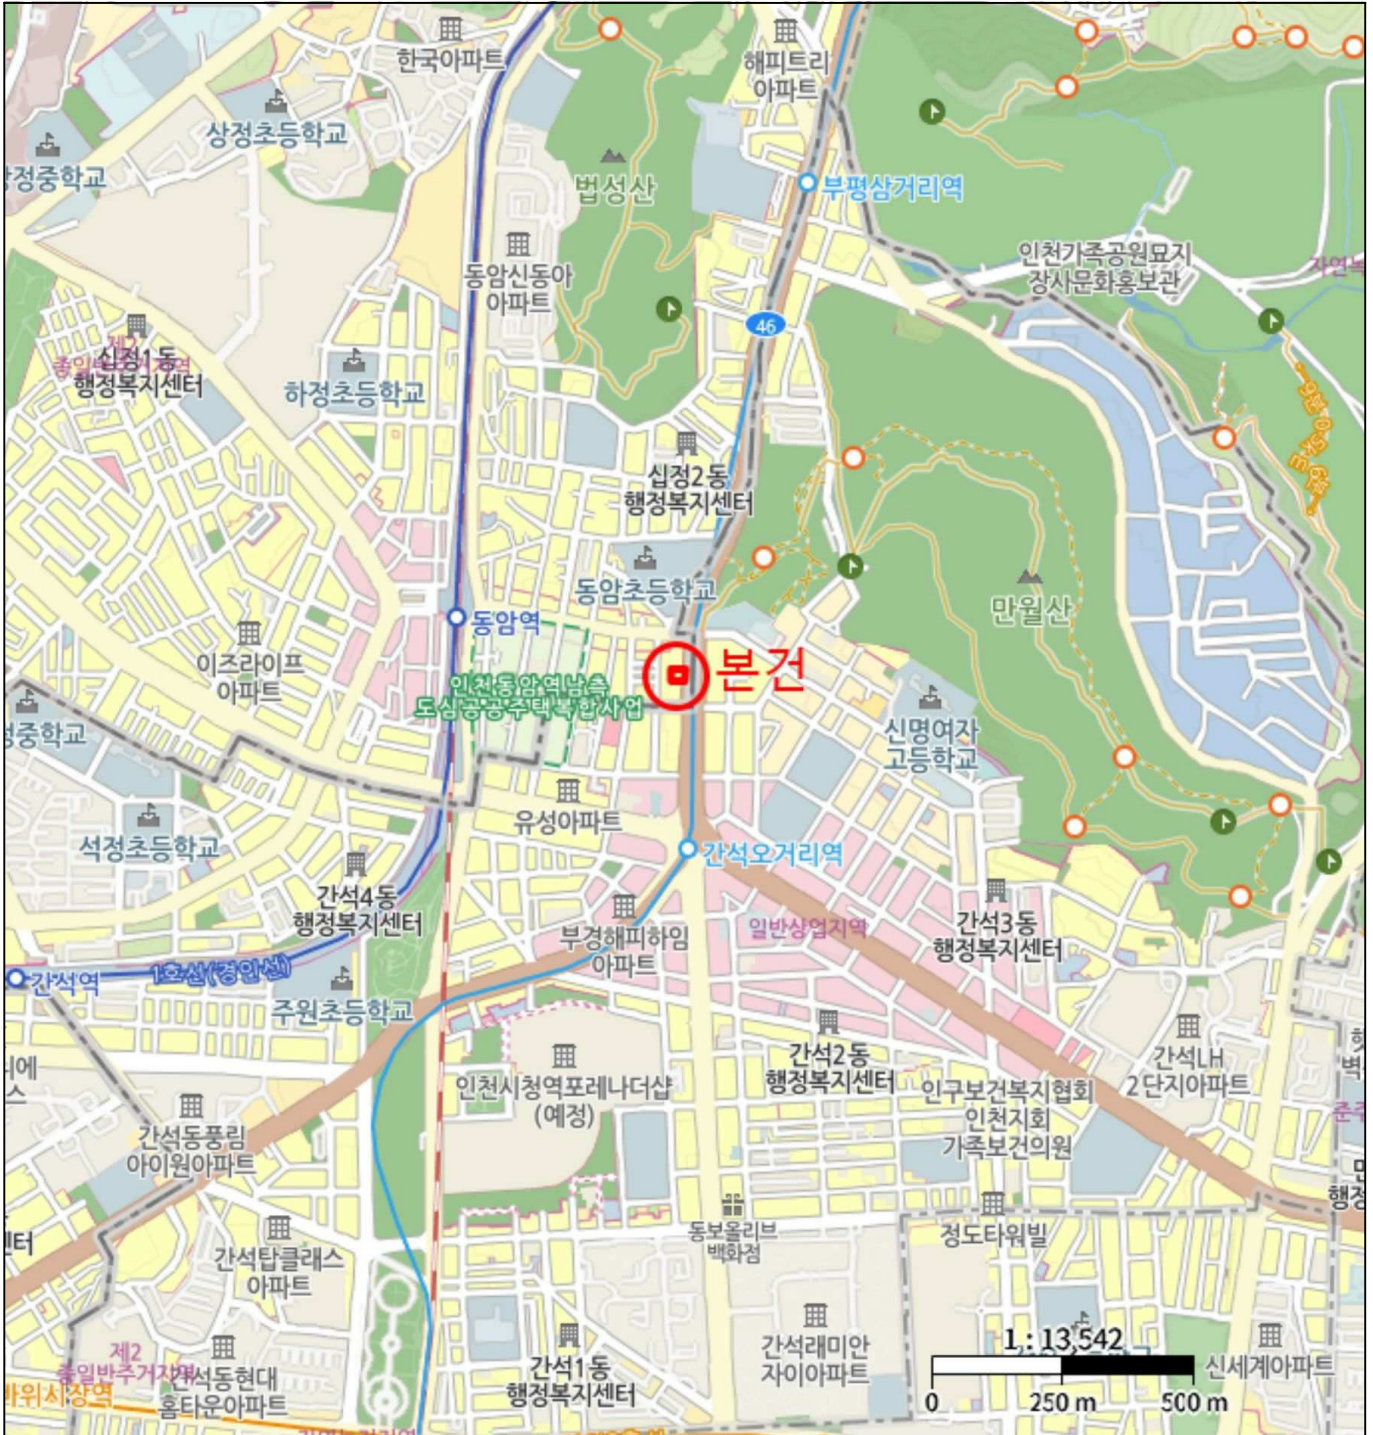 한국아파트
해피트리
아파트
상정초등학교
정중학교
법성산
부평삼거리역
동암신동아
아파트
인천가족공원묘지
장사문화홍보관
자연녹
46
제2
종일반주거지역
십정1동
행정복지센터
하정초등학교
십정2동
행정복지센터
동암초등학교
만월산
동암역
이즈라이프
아파트
본건
인천동암역남측
도심공공주택복합사업
신명여자
고등학교
정중학교
유성아파트
석정초등학교
간석오거리역
간석4동
행정복지센터
부경해피하임
아파트
일반상업지역
간석3동
행정복지센터
간석역
1호선(경인선)
주원초등학교
간석2동
행정복지센터
간석LH
2단지아파트
인천시청역포레나더샵
(예정)
인구보건복지협회
인천지회
가족보건의원
간석동풍림
아이원아파트
준주
행정
센터
동보올리브
백화점
정도타워빌
간석탑클래스
아파트
간석래미안
자이아파트
1 : 13,542
0
250 m
500 m
신세계아파트
간석1동
행정복지센터
제2
종일반주거지역
간석동현대
홈타운아파트
바위시장역